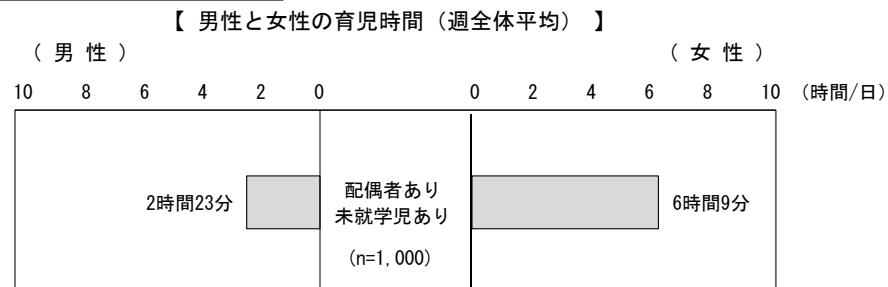 【 男性と女性の育児時間（週全体平均） 】
（ 男 性 ）
（ 女 性 ）
10 8 6 4 2 0
0 2 4 6 8 10 （時間/日）
2時間23分
配偶者あり
未就学児あり
(n=1,000)
6時間9分